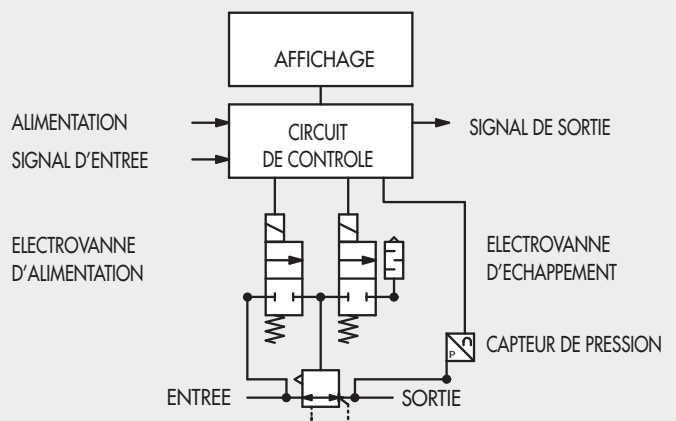 AFFICHAGE
ALIMENTATION
CIRCUIT
DE CONTROLE
SIGNAL DE SORTIE
SIGNAL D'ENTREE
ELECTROVANNE
D'ALIMENTATION
ELECTROVANNE
D'ECHAPPEMENT
P
CAPTEUR DE PRESSION
ENTREE
SORTIE